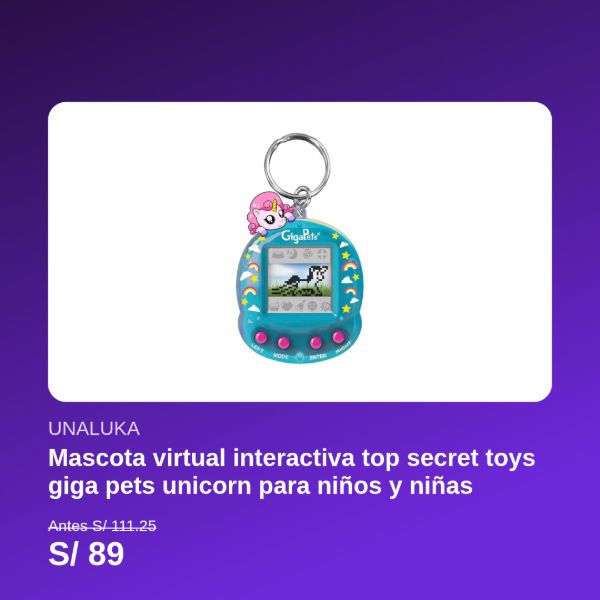 GigaPets
LEFT
MODE
ENTER
RIGHT
UNALUKA
Mascota virtual interactiva top secret toys
giga pets unicorn para niños y niñas
Antes S/ 111.25
S/ 89